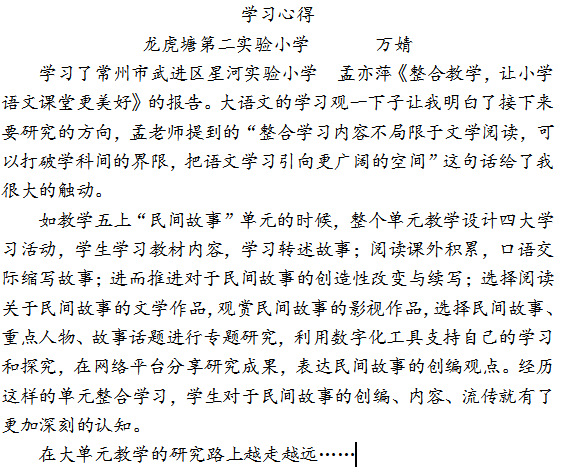 学习心得
龙虎塘第二实验小学 万婧
学习了常州市武进区星河实验小学 孟亦萍《整合教学，让小学
语文课堂更美好》的报告。大语文的学习观一下子让我明白了接下来
要研究的方向，孟老师提到的“整合学习内容不局限于文学阅读，可
以打破学科间的界限，把语文学习引向更广阔的空间”这句话给了我
很大的触动。
如教学五上“民间故事”单元的时候，整个单元教学设计四大学
习活动，学生学习教材内容，学习转述故事；阅读课外积累，口语交
际缩写故事；进而推进对于民间故事的创造性改变与续写；选择阅读
关于民间故事的文学作品,观赏民间故事的影视作品,选择民间故事、
重点人物、故事话题进行专题研究，利用数字化工具支持自己的学习
和探究，在网络平台分享研究成果，表达民间故事的创编观点。经历
这样的单元整合学习，学生对于民间故事的创编、内容、流传就有了
更加深刻的认知。
在大单元教学的研究路上越走越远……